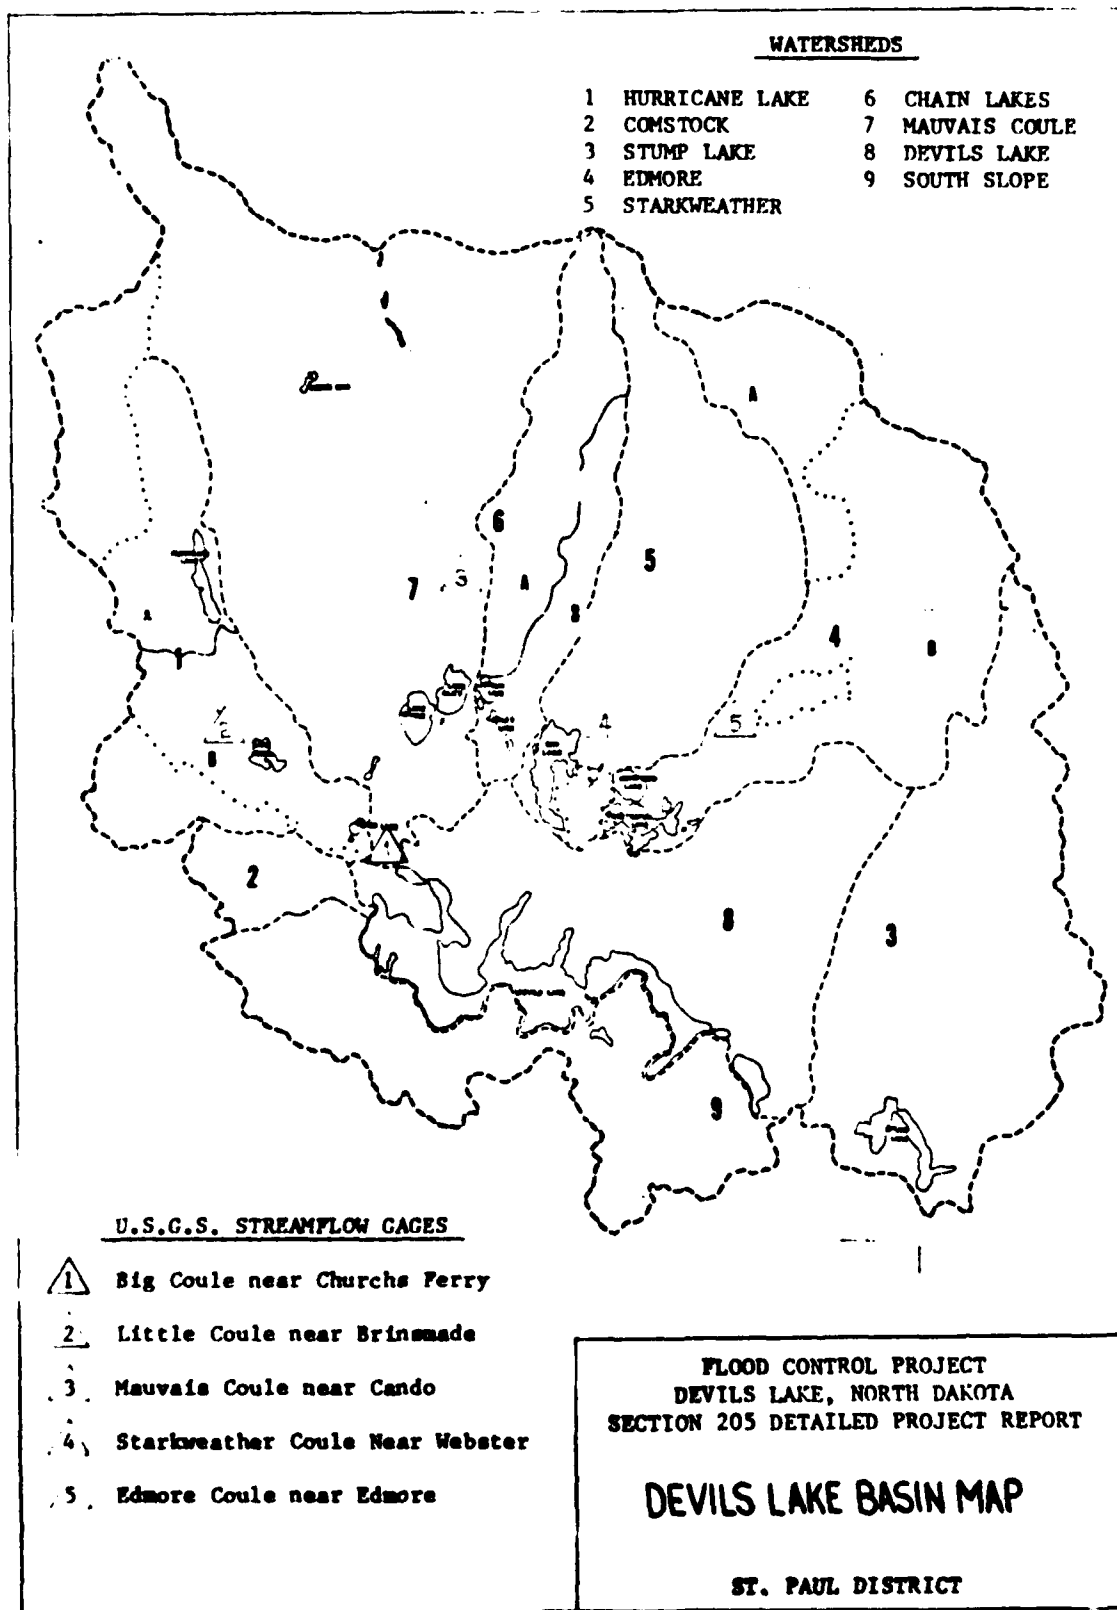 WATERSHEDS
1 HURRICANE LAKE
2 COMSTOCK
3 STUMP LAKE
4 EDMORE
5 STARKWEATHER
6 CHAIN LAKES
7 MAUVAIS COULE
8 DEVILS LAKE
9 SOUTH SLOPE
A
6
5
7
3
A
B
4
B
A
2
B
4
5
1
2
8
3
9
U.S.G.S. STREAMFLOW GAGES
1 Big Coule near Churchs Ferry
2 Little Coule near Brinsmade
3 Mauvais Coule near Cando
4 Starkweather Coule Near Webster
5 Edmore Coule near Edmore
FLOOD CONTROL PROJECT
DEVILS LAKE, NORTH DAKOTA
SECTION 205 DETAILED PROJECT REPORT
DEVILS LAKE BASIN MAP
ST. PAUL DISTRICT